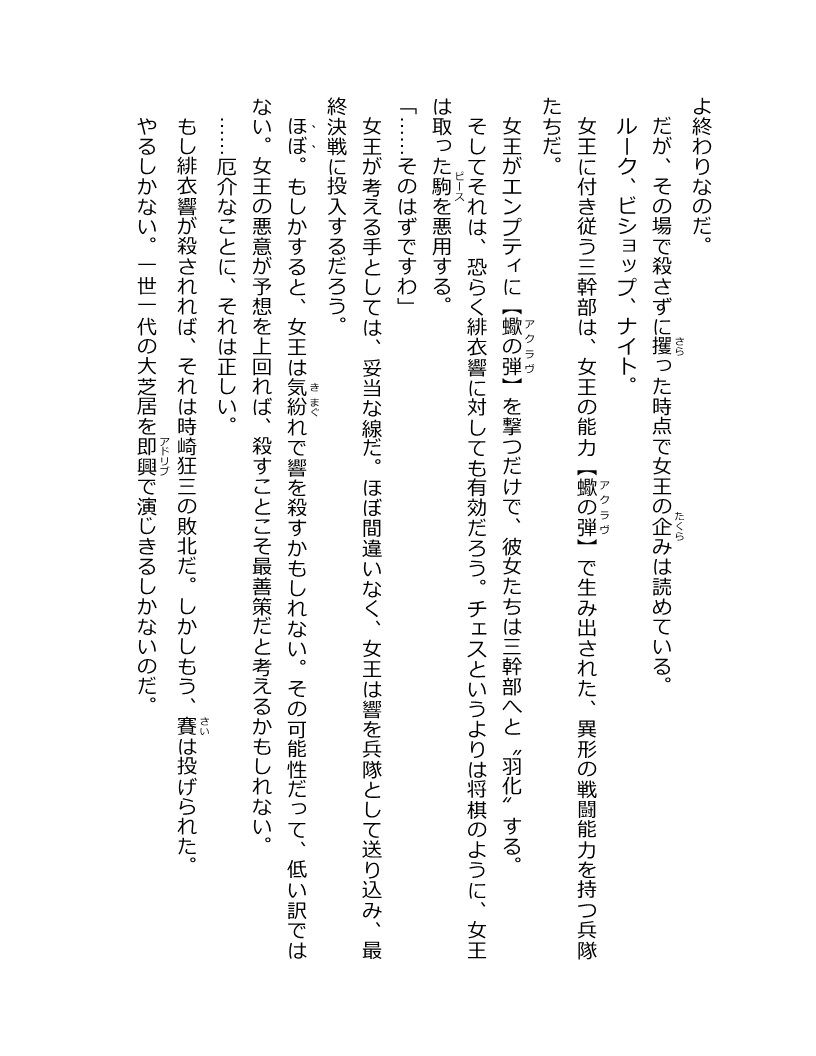 よ終わりなのだ。
だが、その場で殺さずに攫った時点で女王の企みは読めている。
ルーク、ビショップ、ナイト。
女王に付き従う三幹部は、女王の能力【蠍の弾】で生み出された、異形の戦闘能力を持つ兵隊
たちだ。
女王がエンプティに【蠍の弾】を撃つだけで、彼女たちは三幹部へと〝羽化〟する。
そしてそれは、恐らく緋衣響に対しても有効だろう。チェスというよりは将棋のように、女王
は取った駒を悪用する。
「……そのはずですわ」
女王が考える手としては、妥当な線だ。ほぼ間違いなく、女王は響を兵隊として送り込み、最
終決戦に投入するだろう。
ほぼ。もしかすると、女王は気紛れで響を殺すかもしれない。その可能性だって、低い訳では
ない。女王の悪意が予想を上回れば、殺すことこそ最善策だと考えるかもしれない。
……厄介なことに、それは正しい。
もし緋衣響が殺されれば、それは時崎狂三の敗北だ。しかしもう、賽は投げられた。
やるしかない。一世一代の大芝居を即興で演じきるしかないのだ。